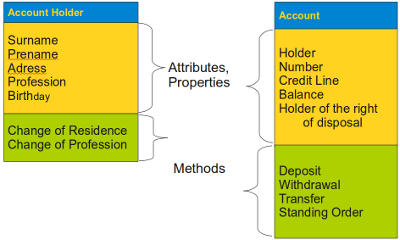 Account Holder
Surname
Prename
Adress
Profession
Birthday
Change of Residence
Change of Profession
Attributes,
Properties
Methods
Account
Holder
Number
Credit Line
Balance
Holder of the right
of disposal
Deposit
Withdrawal
Transfer
Standing Order